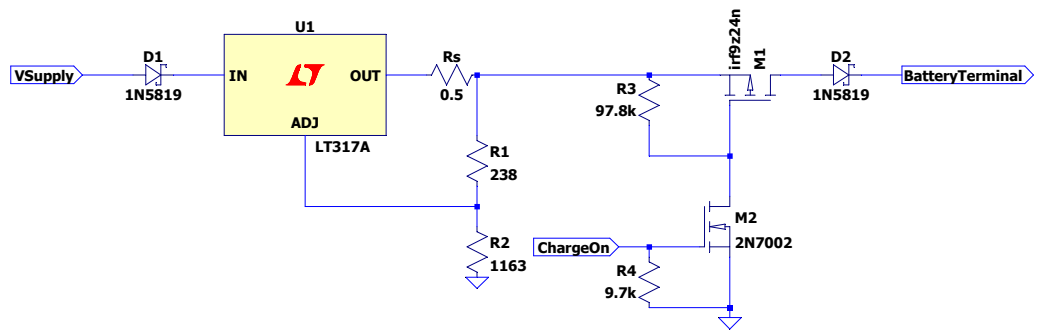 U1
D1
Rs
irf9z24n
M1
D2
VSupply
IN
OUT
BatteryTerminal
1N5819
0.5
R3
97.8k
1N5819
ADJ
LT317A
R1
238
M2
2N7002
ChargeOn
R2
1163
R4
9.7k